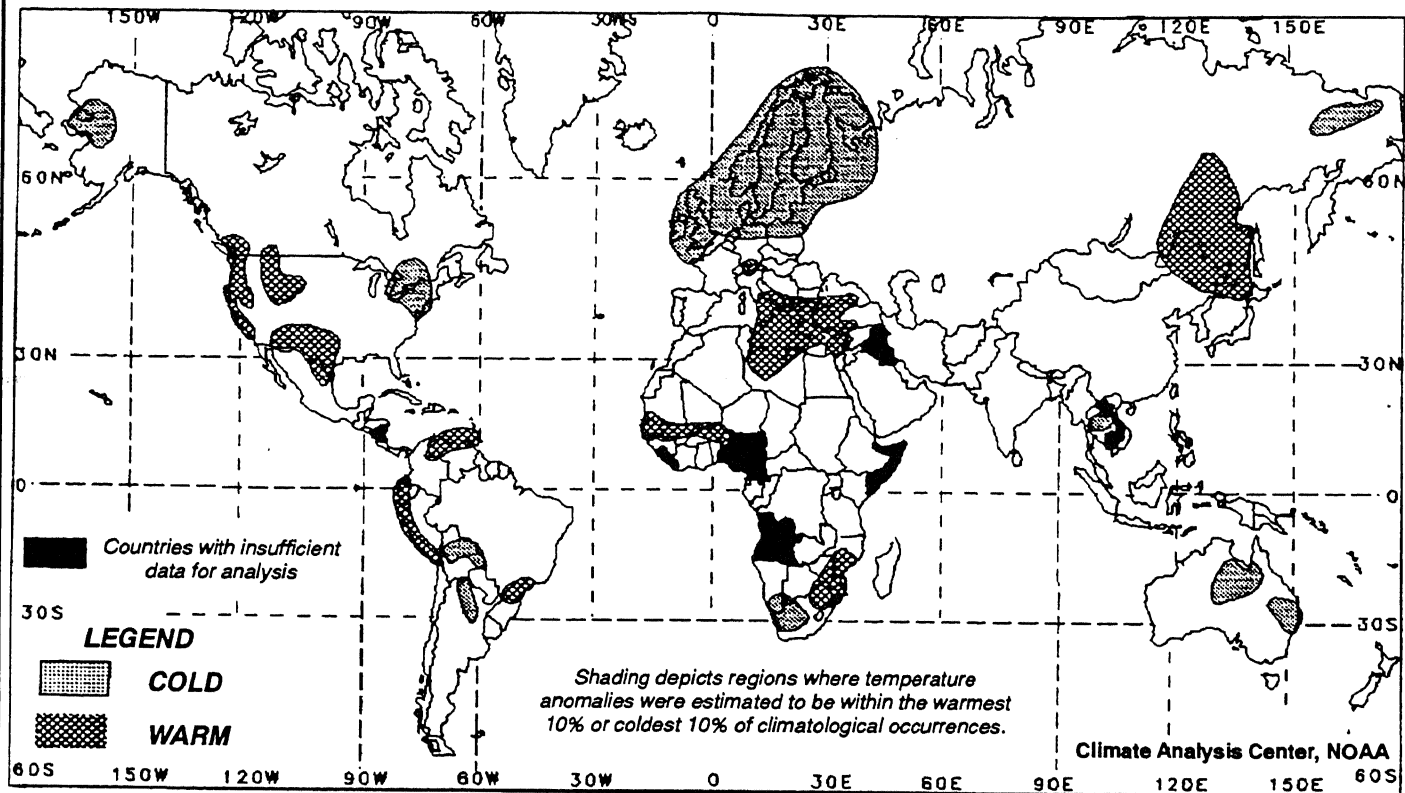 150W 120W 90W 60W 30W 0 30E 60E 90E 120E 150E
60N 60N
30N 30N
0 0
Countries with insufficient
data for analysis
30S 30S
LEGEND
COLD
WARM
Shading depicts regions where temperature
anomalies were estimated to be within the warmest
10% or coldest 10% of climatological occurrences.
Climate Analysis Center, NOAA
60S 150W 120W 90W 60W 30W 0 30E 60E 90E 120E 150E 60S